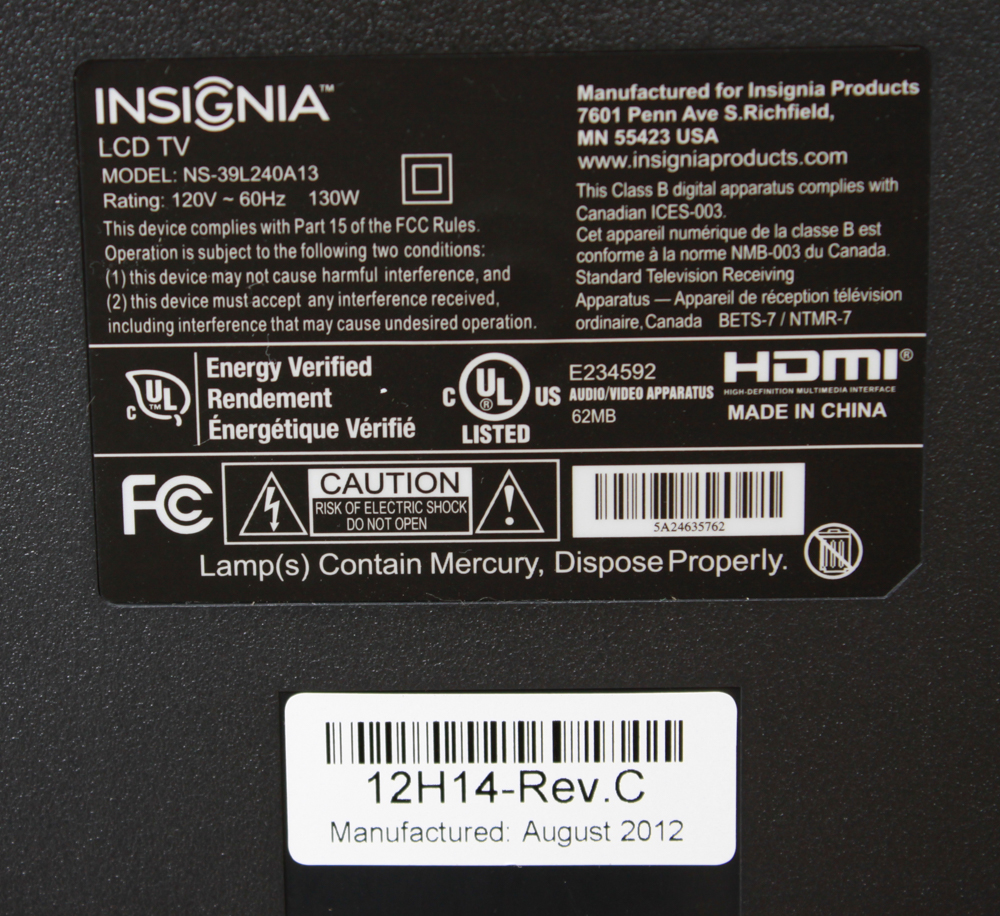 INSIGNIA™
LCD TV
MODEL: NS-39L240A13
Rating: 120V ~ 60Hz 130W
This device complies with Part 15 of the FCC Rules.
Operation is subject to the following two conditions:
(1) this device may not cause harmful interference, and
(2) this device must accept any interference received,
including interference that may cause undesired operation.
Manufactured for Insignia Products
7601 Penn Ave S.Richfield,
MN 55423 USA
www.insigniaproducts.com
This Class B digital apparatus complies with
Canadian ICES-003.
Cet appareil numérique de la classe B est
conforme à la norme NMB-003 du Canada.
Standard Television Receiving
Apparatus — Appareil de réception télévision
ordinaire, Canada BETS-7 / NTMR-7
C UL™
Energy Verified
Rendement
Énergétique Vérifié
C UL® US
LISTED
E234592
AUDIO/VIDEO APPARATUS
62MB
HDMI®
HIGH-DEFINITION MULTIMEDIA INTERFACE
MADE IN CHINA
FC
CAUTION
RISK OF ELECTRIC SHOCK
DO NOT OPEN
5A24635762
Lamp(s) Contain Mercury, Dispose Properly.
12H14-Rev.C
Manufactured: August 2012